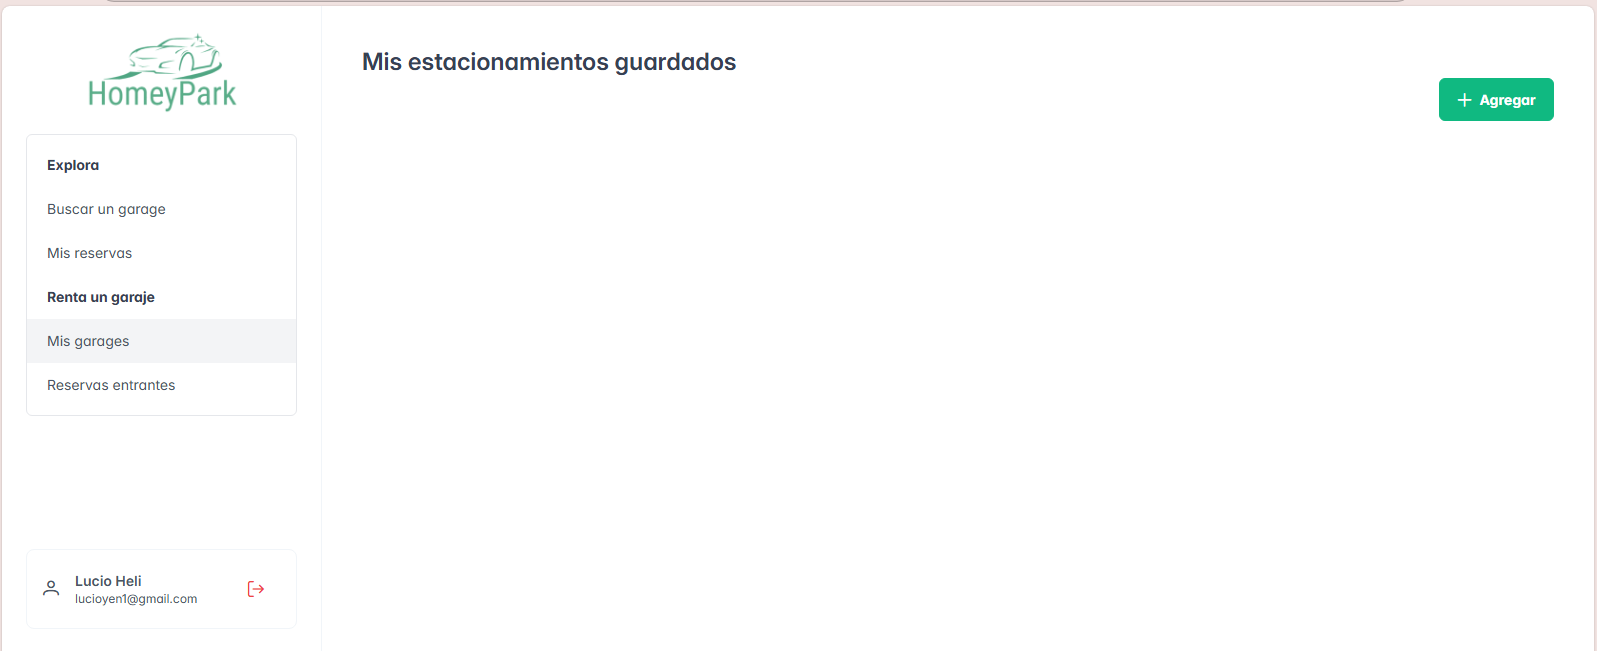 HomeyPark
Explora
Buscar un garage
Mis reservas
Renta un garaje
Mis garages
Reservas entrantes
Lucio Heli
lucioyen1@gmail.com
Mis estacionamientos guardados
Agregar